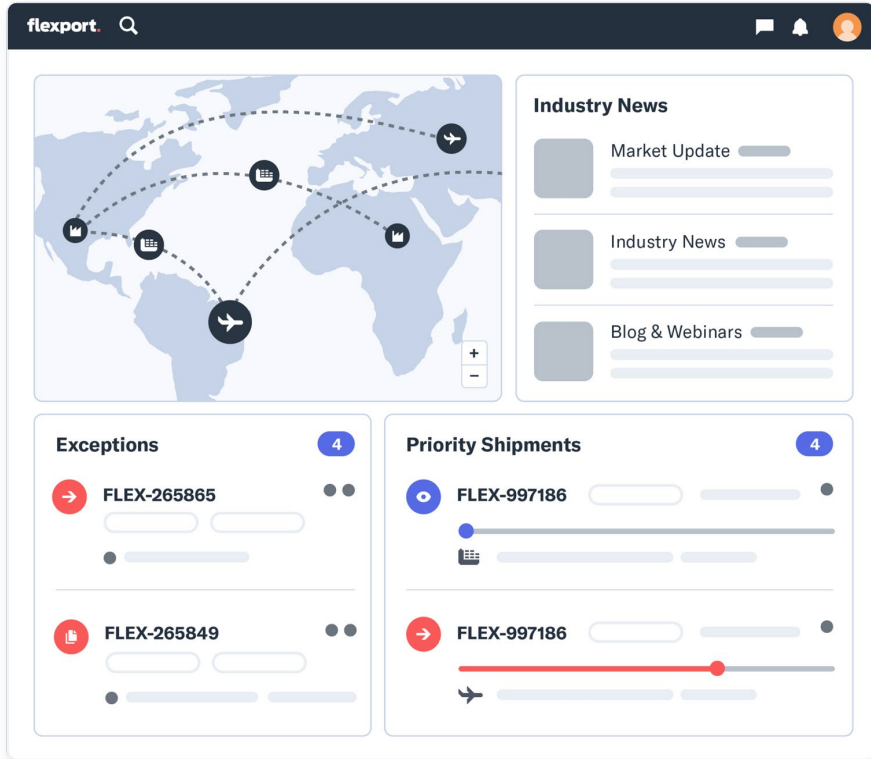 flexport.
Industry News
Market Update
Industry News
Blog & Webinars
+
−
Exceptions 4
FLEX-265865
FLEX-265849
Priority Shipments 4
FLEX-997186
FLEX-997186